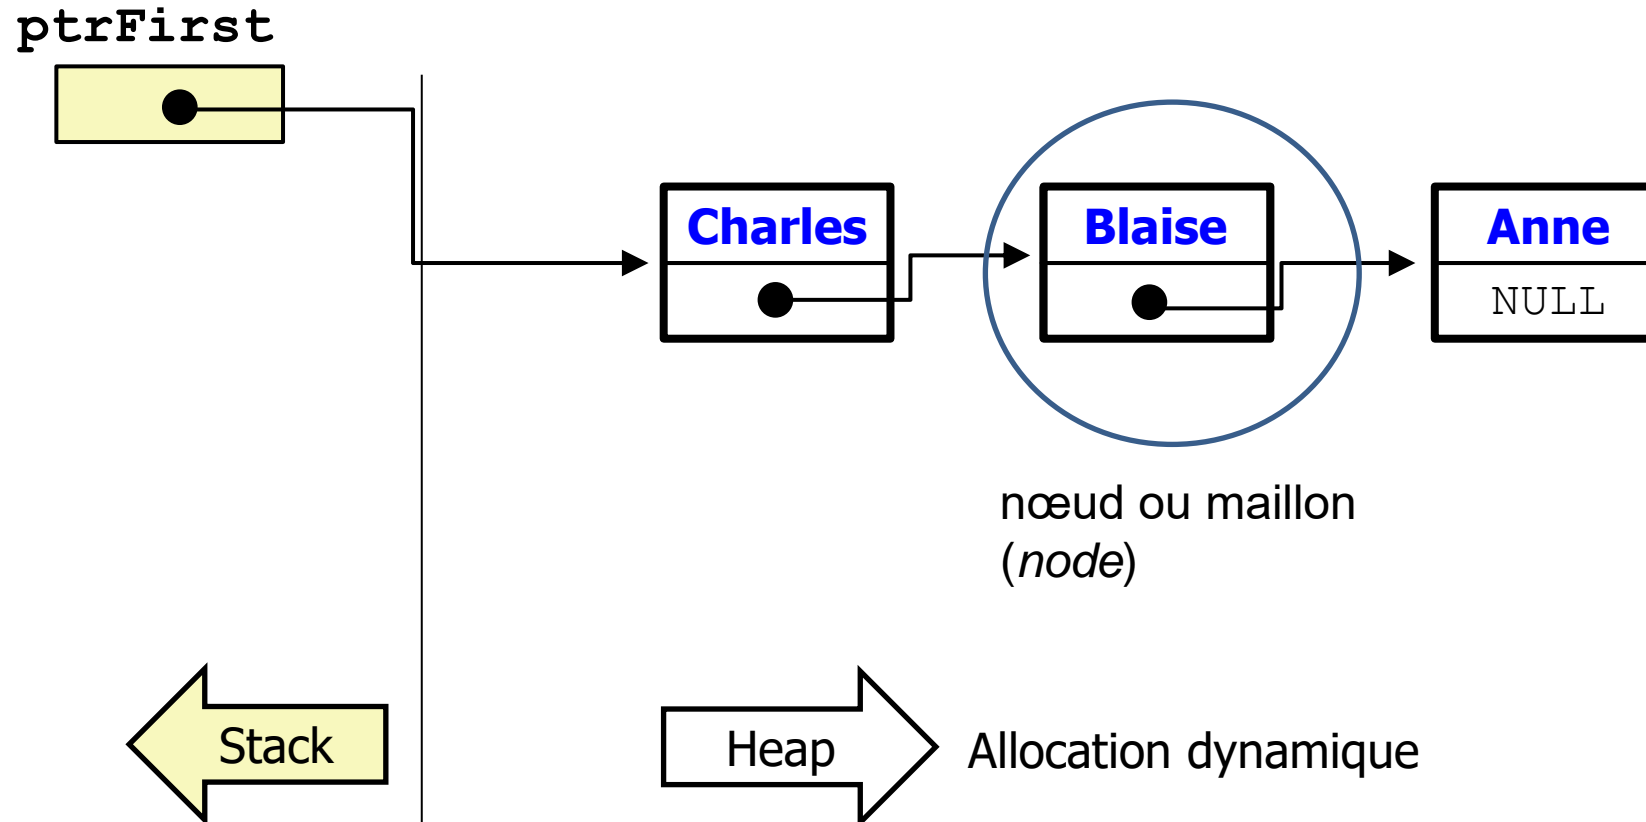 ptrFirst
Charles
Blaise
Anne
NULL
nœud ou maillon
(node)
Stack
Heap
Allocation dynamique